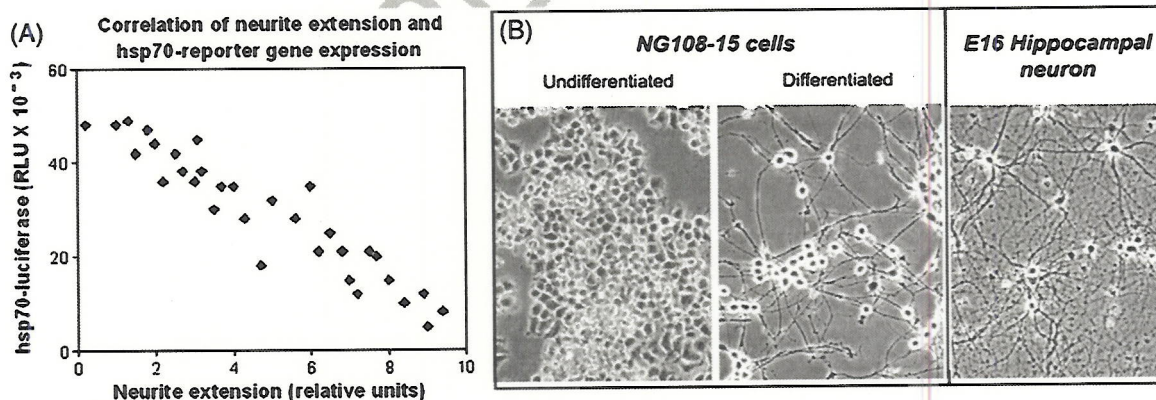 (A)
Correlation of neurite extension and
hsp70-reporter gene expression
hsp70-luciferase (RLU X 10⁻³)
60
40
20
0
0 2 4 6 8 10
Neurite extension (relative units)
(B)
NG108-15 cells
Undifferentiated Differentiated
E16 Hippocampal
neuron